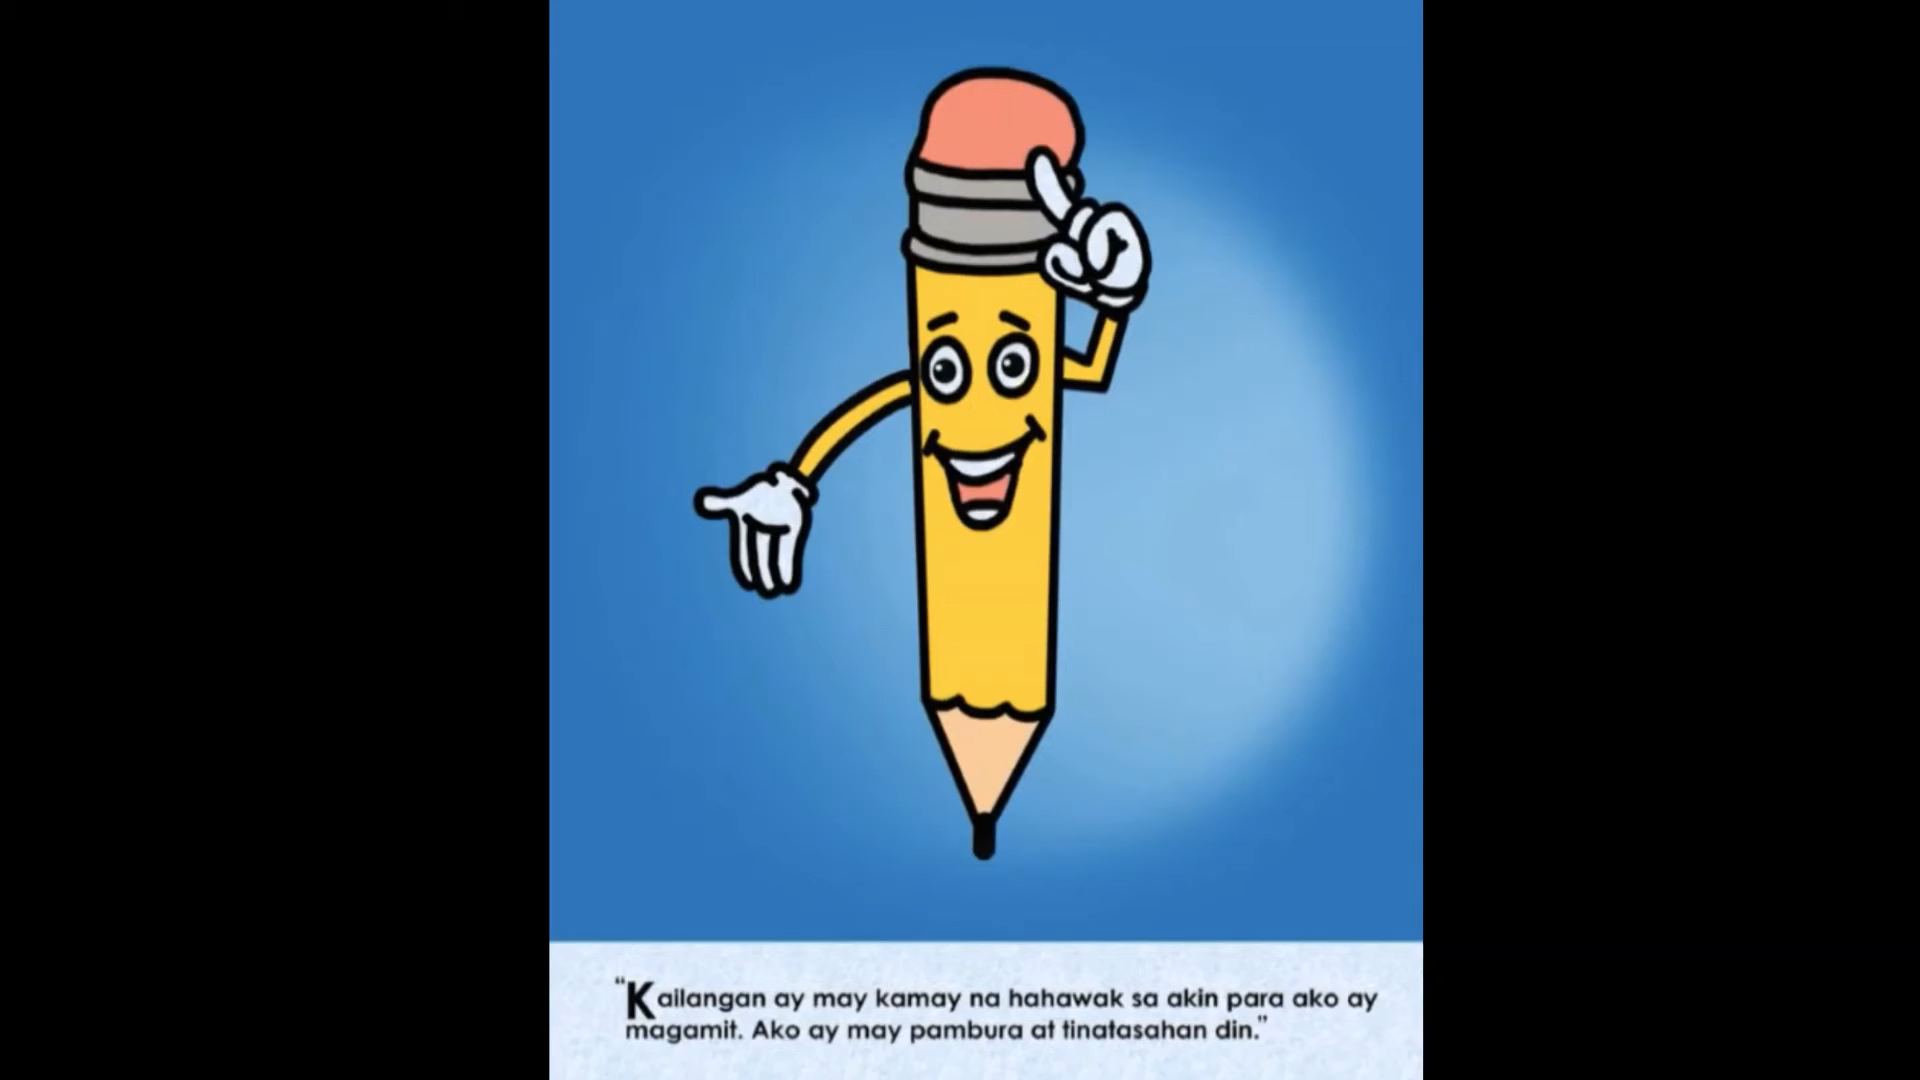 “Kailangan ay may kamay na hahawak sa akin para ako ay
magamit. Ako ay may pambura at tinatasahan din.”